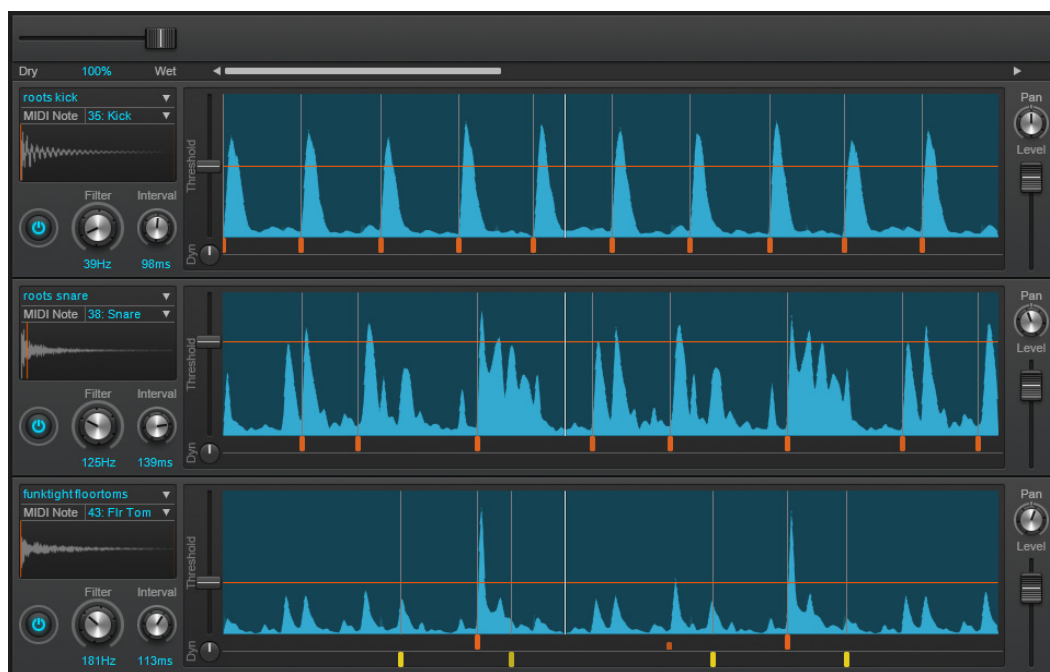 Dry 100% Wet
roots kick
MIDI Note 35: Kick
Filter Interval
39Hz 98ms
Threshold
Dyn
Pan
Level
roots snare
MIDI Note 38: Snare
Filter Interval
125Hz 139ms
Threshold
Dyn
Pan
Level
funktight floortoms
MIDI Note 43: Flr Tom
Filter Interval
181Hz 113ms
Threshold
Dyn
Pan
Level